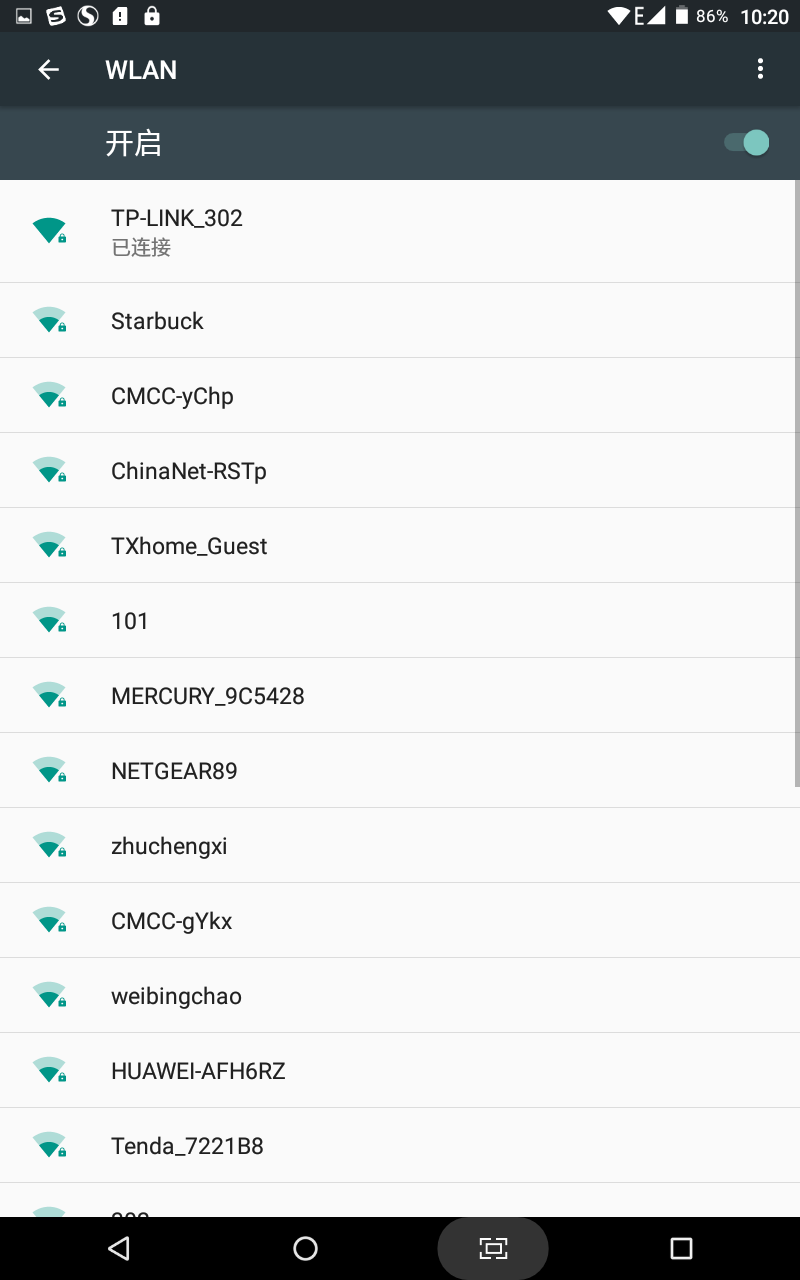 E 86% 10:20
WLAN
开启
TP-LINK_302
已连接
Starbuck
CMCC-yChp
ChinaNet-RSTp
TXhome_Guest
101
MERCURY_9C5428
NETGEAR89
zhuchengxi
CMCC-gYkx
weibingchao
HUAWEI-AFH6RZ
Tenda_7221B8